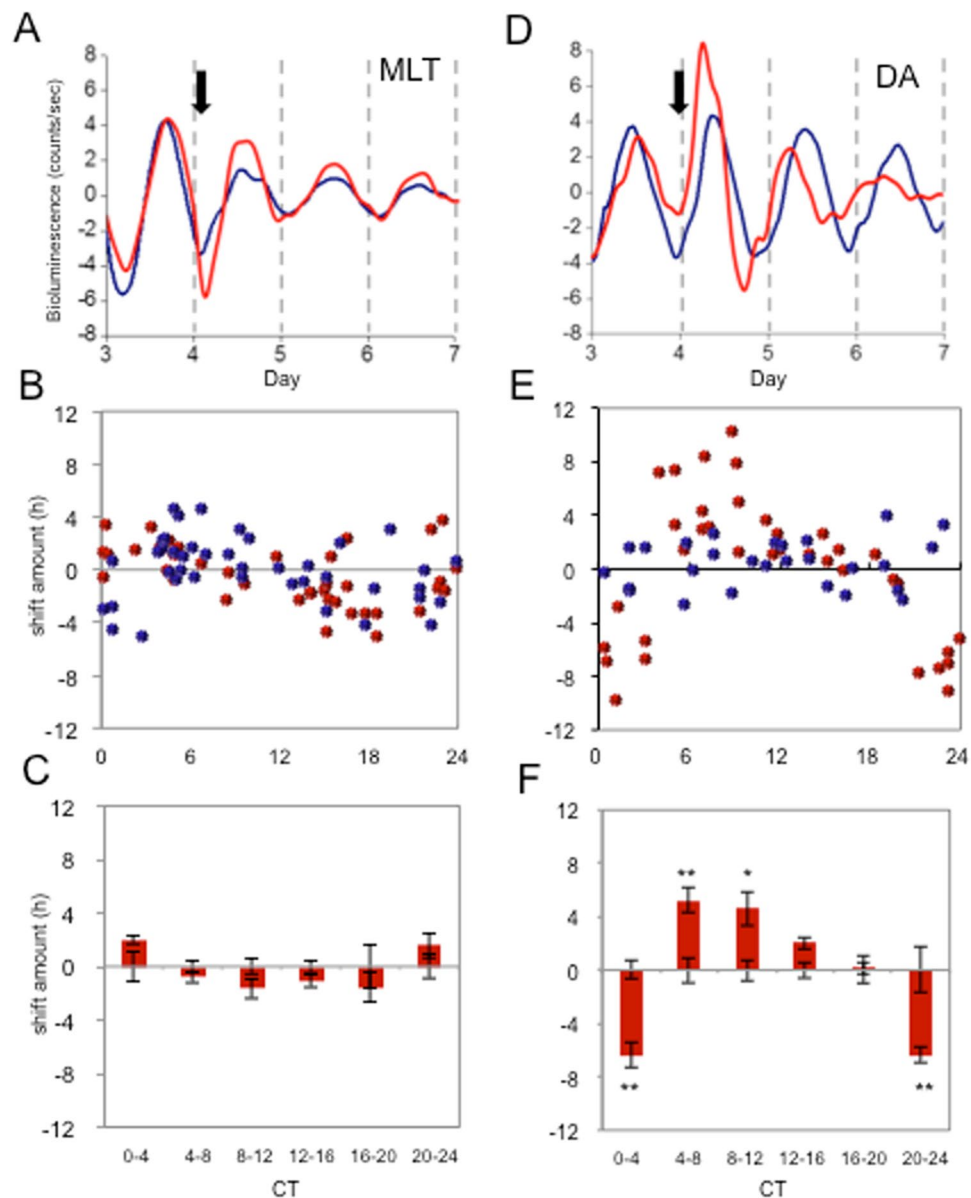 A
8
6
4
2
0
-2
-4
-6
-8
Bioluminescence (counts/sec)
MLT
3 4 5 6 7
Day
D
8
4
2
0
-2
-4
-6
-8
DA
3 4 5 6 7
Day
B
12
8
4
0
-4
-8
-12
shift amount (h)
0 6 12 18 24
E
12
8
4
0
-4
-8
-12
0 6 12 18 24
C
12
8
4
0
-4
-8
-12
shift amount (h)
0-4 4-8 8-12 12-16 16-20 20-24
CT
F
12
8
4
0
-4
-8
-12
** *
** **
0-4 4-8 8-12 12-16 16-20 20-24
CT